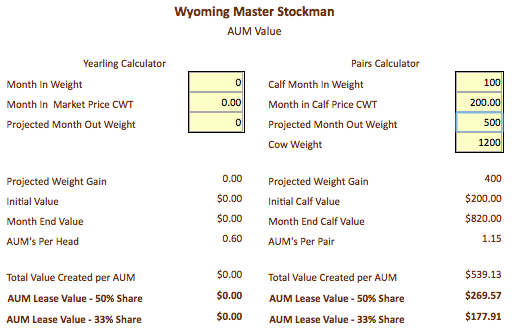 Wyoming Master Stockman
AUM Value
Yearling Calculator Pairs Calculator
Month In Weight 0 Calf Month In Weight 100
Month In Market Price CWT 0.00 Month in Calf Price CWT 200.00
Projected Month Out Weight 0 Projected Month Out Weight 500
Cow Weight 1200
Projected Weight Gain 0.00 Projected Weight Gain 400
Initial Value $0.00 Initial Calf Value $200.00
Month End Value $0.00 Month End Calf Value $820.00
AUM's Per Head 0.60 AUM's Per Pair 1.15
Total Value Created per AUM $0.00 Total Value Created per AUM $539.13
AUM Lease Value - 50% Share $0.00 AUM Lease Value - 50% Share $269.57
AUM Lease Value - 33% Share $0.00 AUM Lease Value - 33% Share $177.91